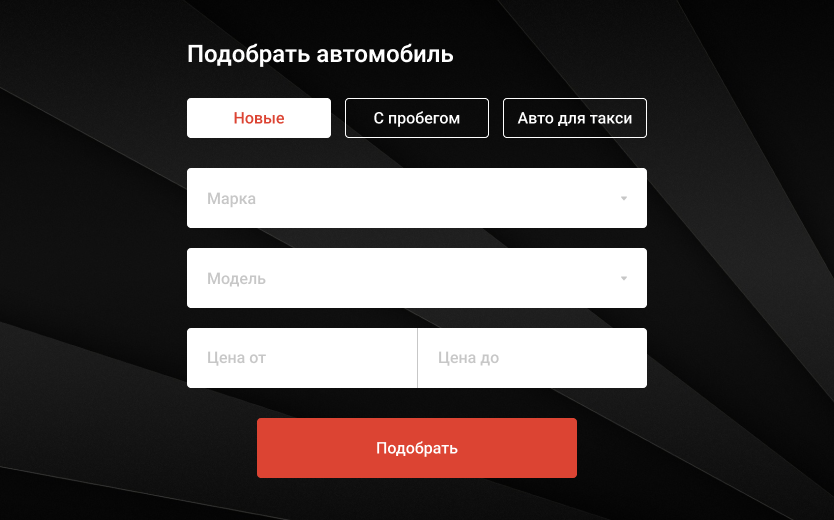 Подобрать автомобиль
Новые
С пробегом
Авто для такси
Марка
Модель
Цена от
Цена до
Подобрать